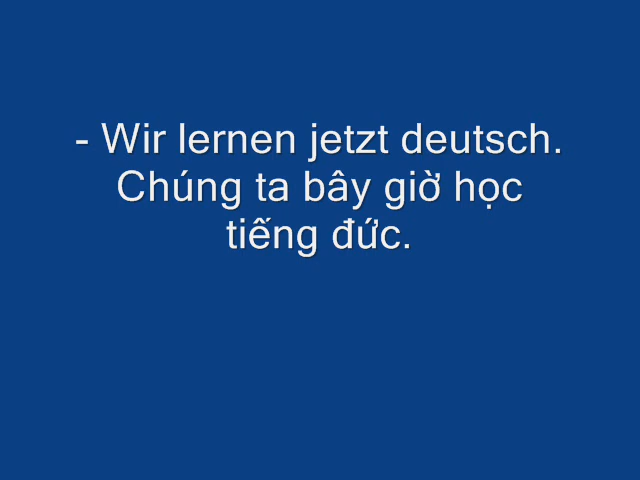 - Wir lernen jetzt deutsch.
Chúng ta bây giờ học
tiếng đức.